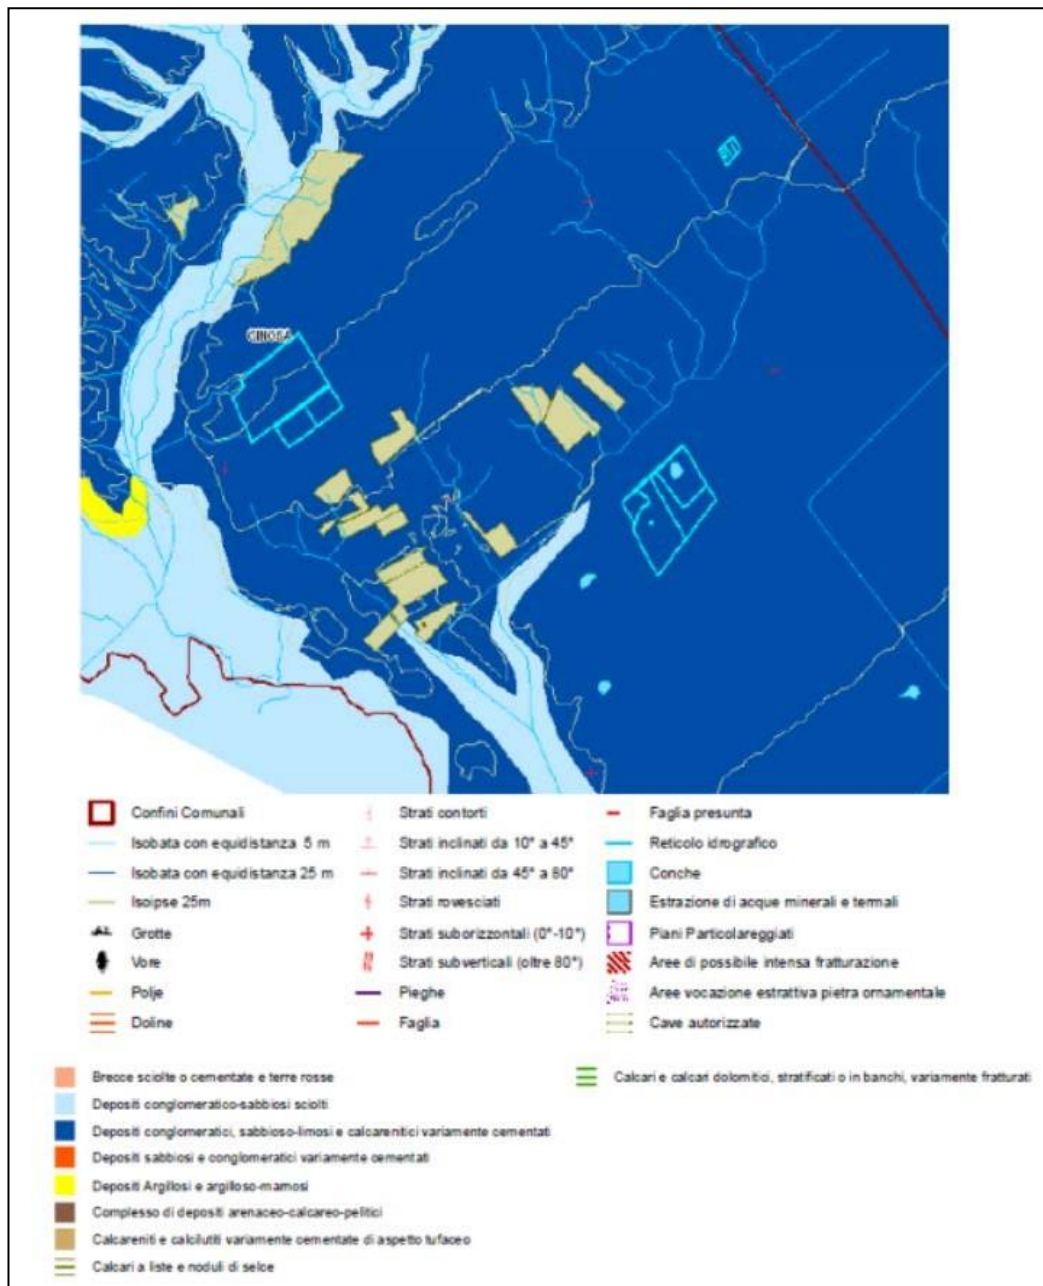 GINOSA
Confini Comunali
Isobata con equidistanza 5 m
Isobata con equidistanza 25 m
Isoipse 25m
Grotte
Vore
Polje
Doline
Strati contorti
Strati inclinati da 10° a 45°
Strati inclinati da 45° a 80°
Strati rovesciati
Strati suborizzontali (0°-10°)
Strati subverticali (oltre 80°)
Pieghe
Faglia
Faglia presunta
Reticolo idrografico
Conche
Estrazione di acque minerali e termali
Piani Particolareggiati
Aree di possibile intensa fratturazione
Aree vocazione estrattiva pietra ornamentale
Cave autorizzate
Brecce sciolte o cementate e terre rosse
Depositi conglomeratico-sabbiosi sciolti
Depositi conglomeratici, sabbioso-limosi e calcarenitici variamente cementati
Depositi sabbiosi e conglomeratici variamente cementati
Depositi Argillosi e argilloso-marnosi
Complesso di depositi arenaceo-calcareo-pelitici
Calcareniti e calcilutiti variamente cementate di aspetto tufaceo
Calcari a liste e noduli di selce
Calcari e calcari dolomitici, stratificati o in banchi, variamente fratturati